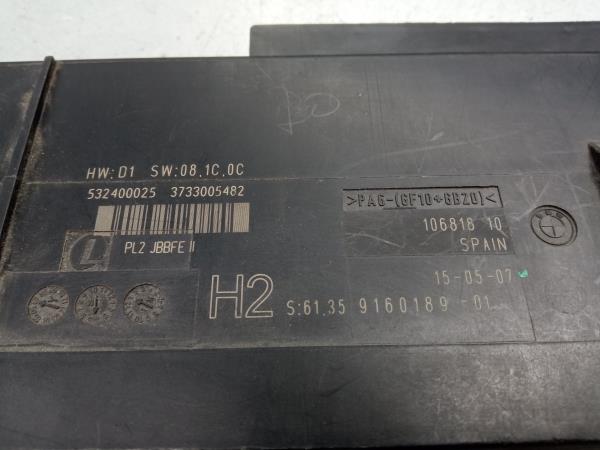 HW:D1 SW:08.1C.0C
532400025 3733005482
PL2 JBBFE II
L
>PA6-(GF10+GBZ0)<
106818 10
SPAIN
15-05-07
H2 S:61.35 9160189-01